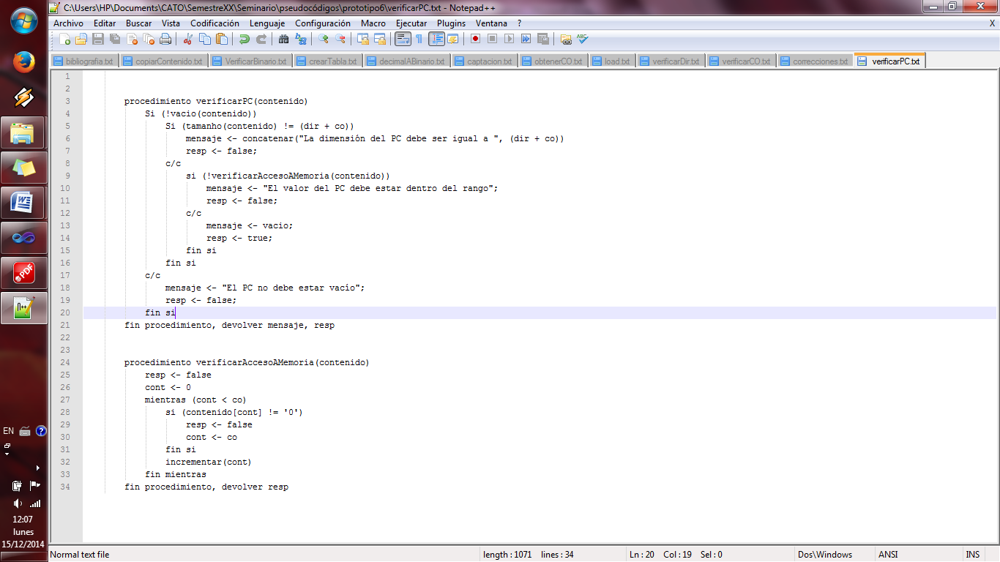 C:\Users\HP\Documents\CATO\SemestreXX\Seminario\pseudocódigos\prototipo6\verificarPC.txt - Notepad++
Archivo Editar Buscar Vista Codificación Lenguaje Configuración Macro Ejecutar Plugins Ventana ? X
bibliografia.txt copiarContenido.txt VerificarBinario.txt crearTabla.txt decimalABinario.txt captacion.txt obtenerCO.txt load.txt verificarDir.txt verificarCO.txt correcciones.txt verificarPC.txt
1
2
3 procedimiento verificarPC(contenido)
4 Si (!vacio(contenido))
5 Si (tamanho(contenido) != (dir + co))
6 mensaje <- concatenar("La dimensión del PC debe ser igual a ", (dir + co))
7 resp <- false;
8 c/c
9 si (!verificarAccesoAMemoria(contenido))
10 mensaje <- "El valor del PC debe estar dentro del rango";
11 resp <- false;
12 c/c
13 mensaje <- vacio;
14 resp <- true;
15 fin si
16 fin si
17 c/c
18 mensaje <- "El PC no debe estar vacío";
19 resp <- false;
20 fin si
21 fin procedimiento, devolver mensaje, resp
22
23
24 procedimiento verificarAccesoAMemoria(contenido)
25 resp <- false
26 cont <- 0
27 mientras (cont < co)
28 si (contenido[cont] != '0')
29 resp <- false
30 cont <- co
31 fin si
32 incrementar(cont)
33 fin mientras
34 fin procedimiento, devolver resp
EN
12:07
lunes
15/12/2014
Normal text file length : 1071 lines : 34 Ln : 20 Col : 19 Sel : 0 Dos\Windows ANSI INS